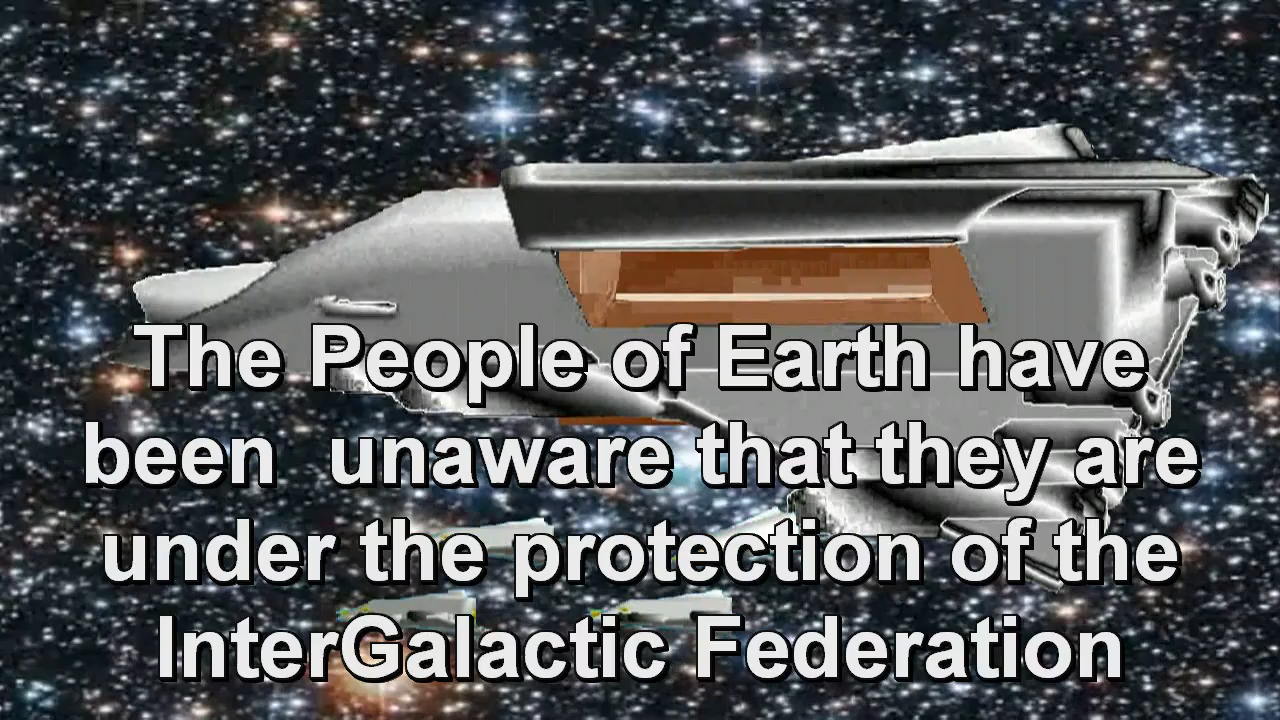 The People of Earth have
been  unaware that they are
under the protection of the
InterGalactic Federation